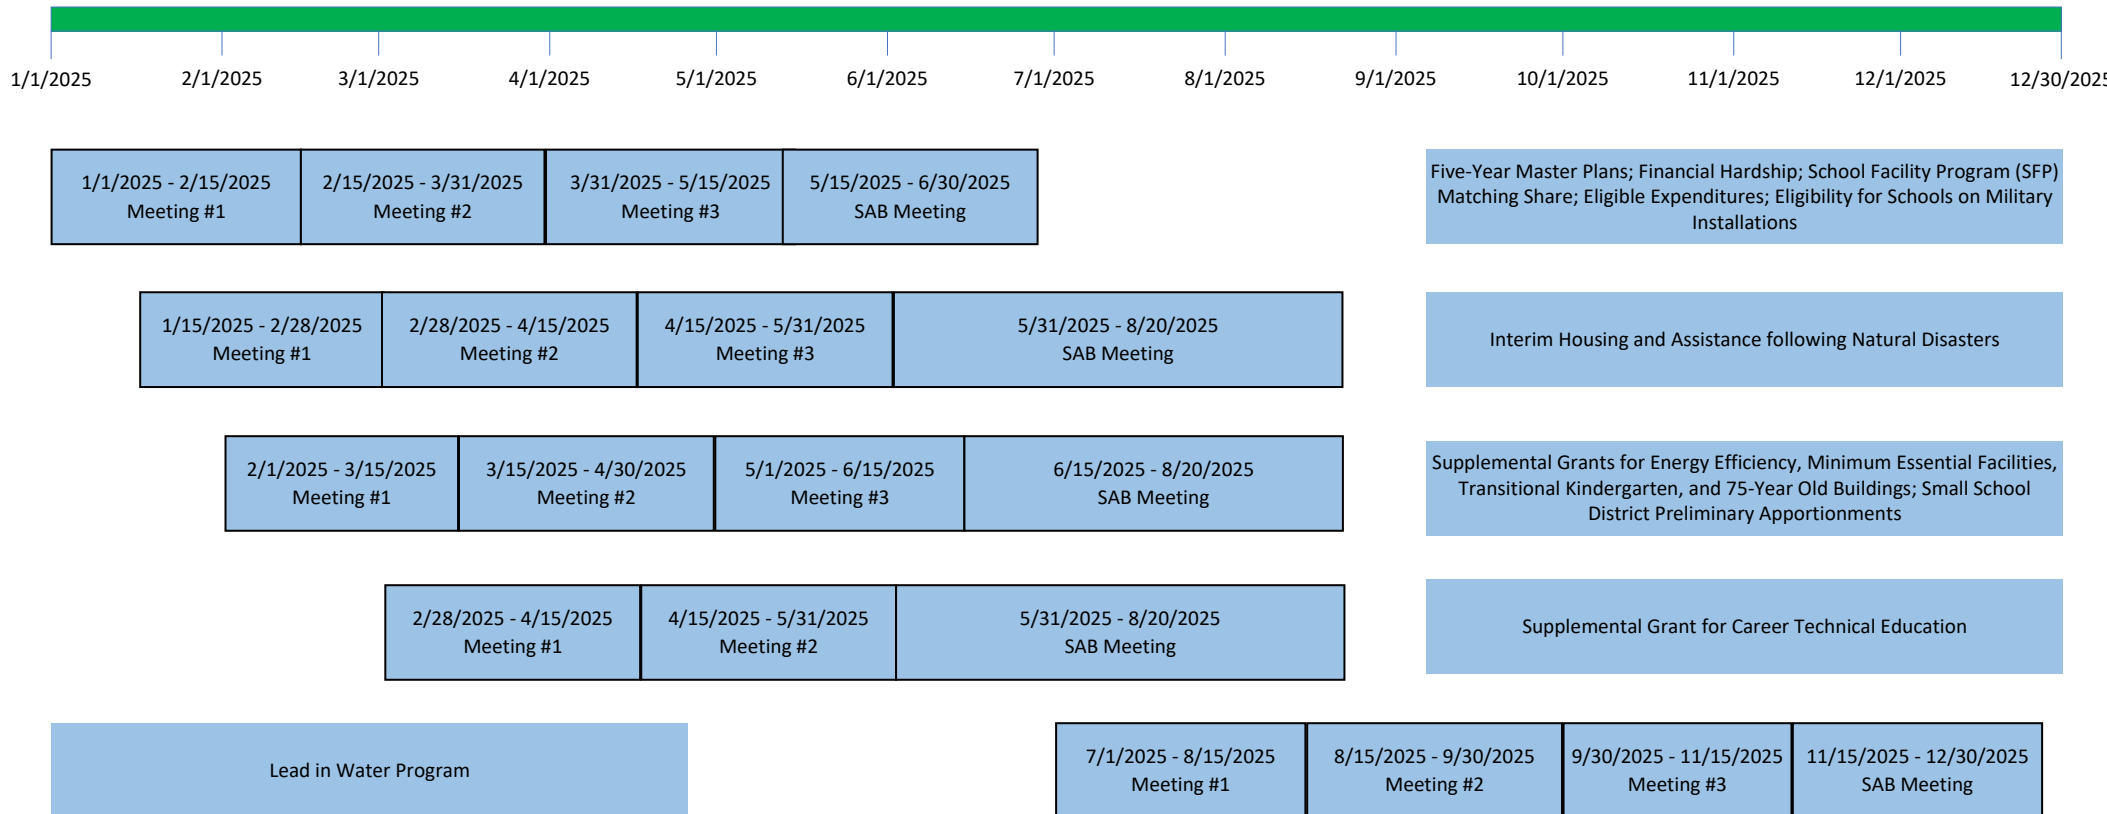 1/1/2025
2/1/2025
3/1/2025
4/1/2025
5/1/2025
6/1/2025
7/1/2025
8/1/2025
9/1/2025
10/1/2025
11/1/2025
12/1/2025
12/30/2025
1/1/2025 - 2/15/2025
Meeting #1
2/15/2025 - 3/31/2025
Meeting #2
3/31/2025 - 5/15/2025
Meeting #3
5/15/2025 - 6/30/2025
SAB Meeting
Five-Year Master Plans; Financial Hardship; School Facility Program (SFP)
Matching Share; Eligible Expenditures; Eligibility for Schools on Military
Installations
1/15/2025 - 2/28/2025
Meeting #1
2/28/2025 - 4/15/2025
Meeting #2
4/15/2025 - 5/31/2025
Meeting #3
5/31/2025 - 8/20/2025
SAB Meeting
Interim Housing and Assistance following Natural Disasters
2/1/2025 - 3/15/2025
Meeting #1
3/15/2025 - 4/30/2025
Meeting #2
5/1/2025 - 6/15/2025
Meeting #3
6/15/2025 - 8/20/2025
SAB Meeting
Supplemental Grants for Energy Efficiency, Minimum Essential Facilities,
Transitional Kindergarten, and 75-Year Old Buildings; Small School
District Preliminary Apportionments
2/28/2025 - 4/15/2025
Meeting #1
4/15/2025 - 5/31/2025
Meeting #2
5/31/2025 - 8/20/2025
SAB Meeting
Supplemental Grant for Career Technical Education
Lead in Water Program
7/1/2025 - 8/15/2025
Meeting #1
8/15/2025 - 9/30/2025
Meeting #2
9/30/2025 - 11/15/2025
Meeting #3
11/15/2025 - 12/30/2025
SAB Meeting